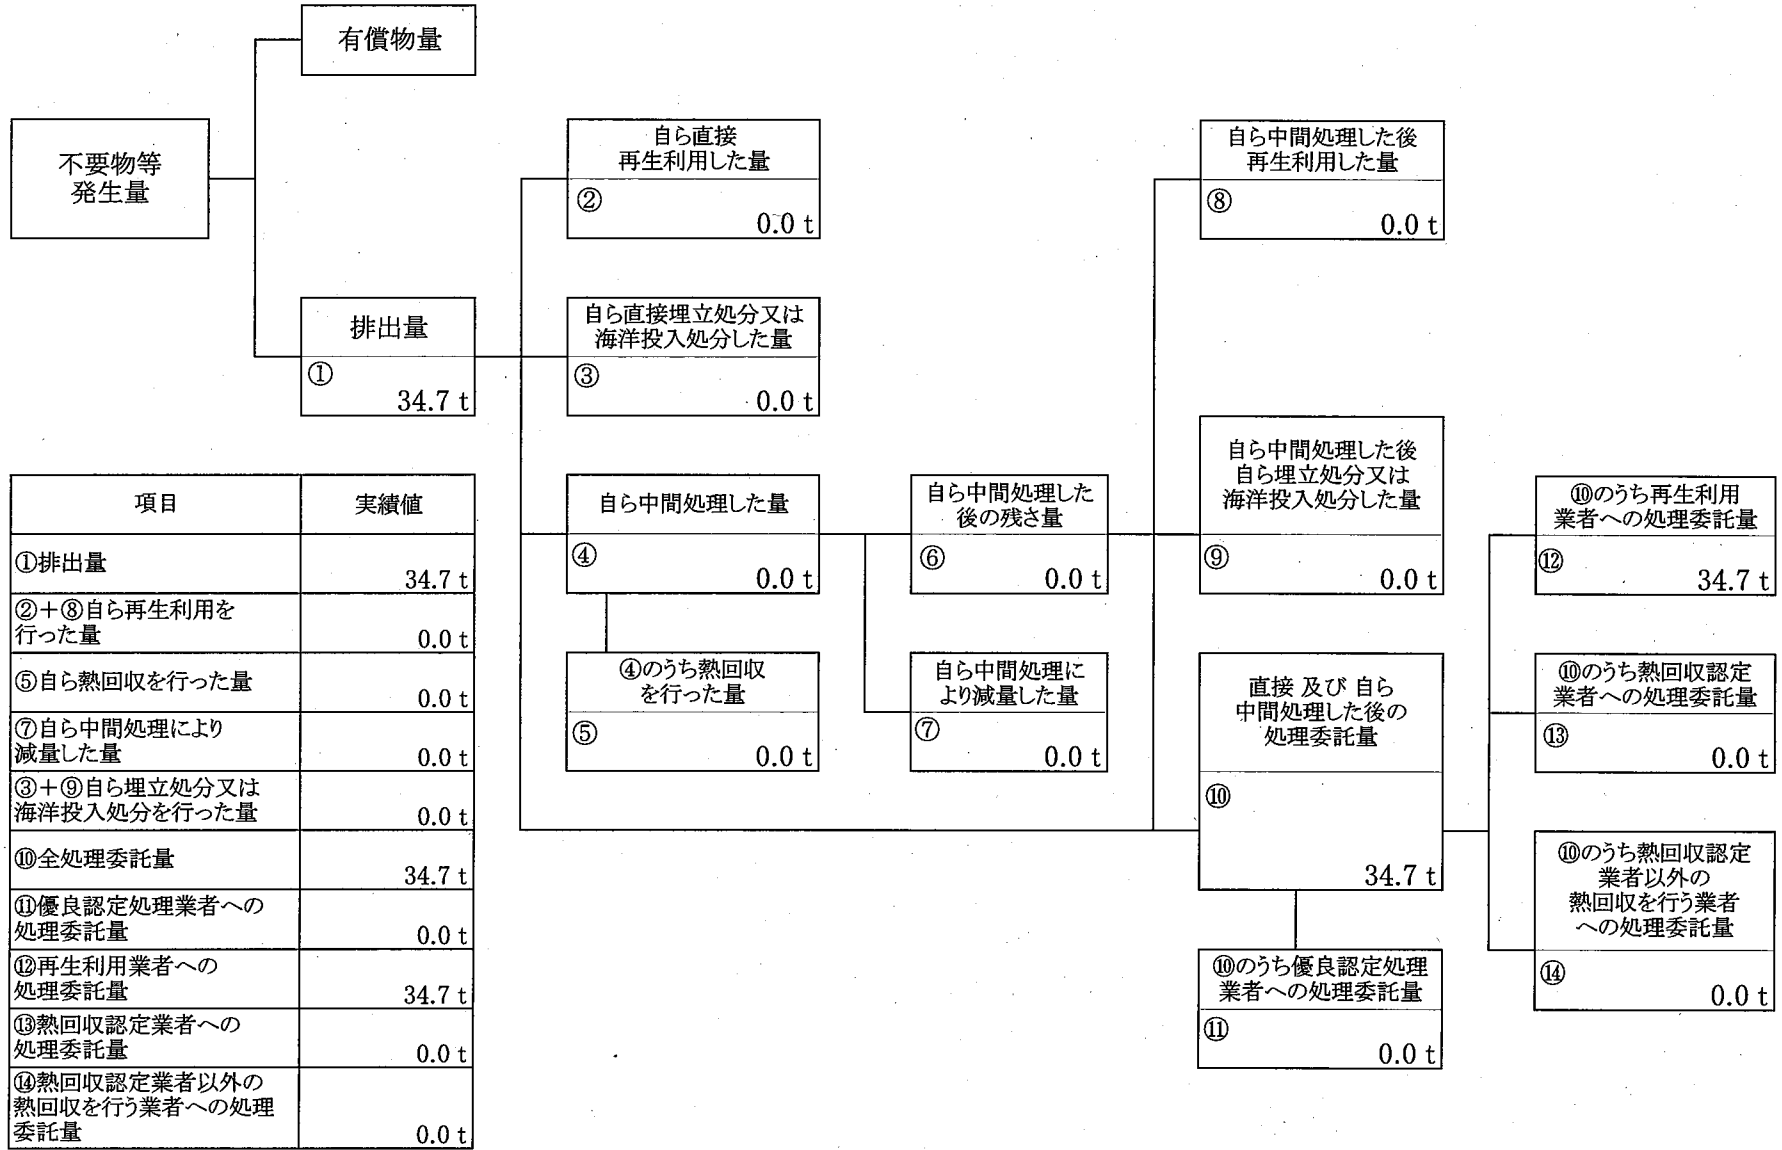 有償物量
不要物等
発生量
排出量
①
34.7 t
自ら直接
再生利用した量
②
0.0 t
自ら直接埋立処分又は
海洋投入処分した量
③
0.0 t
自ら中間処理した量
④
0.0 t
④のうち熱回収
を行った量
⑤
0.0 t
自ら中間処理した
後の残さ量
⑥
0.0 t
自ら中間処理に
より減量した量
⑦
0.0 t
自ら中間処理した後
再生利用した量
⑧
0.0 t
自ら中間処理した後
自ら埋立処分又は
海洋投入処分した量
⑨
0.0 t
直接 及び 自ら
中間処理した後の
処理委託量
⑩
34.7 t
⑩のうち優良認定処理
業者への処理委託量
⑪
0.0 t
⑩のうち再生利用
業者への処理委託量
⑫
34.7 t
⑩のうち熱回収認定
業者への処理委託量
⑬
0.0 t
⑩のうち熱回収認定
業者以外の
熱回収を行う業者
への処理委託量
⑭
0.0 t
項目 実績値
①排出量
34.7 t
②＋⑧自ら再生利用を
行った量
0.0 t
⑤自ら熱回収を行った量
0.0 t
⑦自ら中間処理により
減量した量
0.0 t
③＋⑨自ら埋立処分又は
海洋投入処分を行った量
0.0 t
⑩全処理委託量
34.7 t
⑪優良認定処理業者への
処理委託量
0.0 t
⑫再生利用業者への
処理委託量
34.7 t
⑬熱回収認定業者への
処理委託量
0.0 t
⑭熱回収認定業者以外の
熱回収を行う業者への処理
委託量
0.0 t